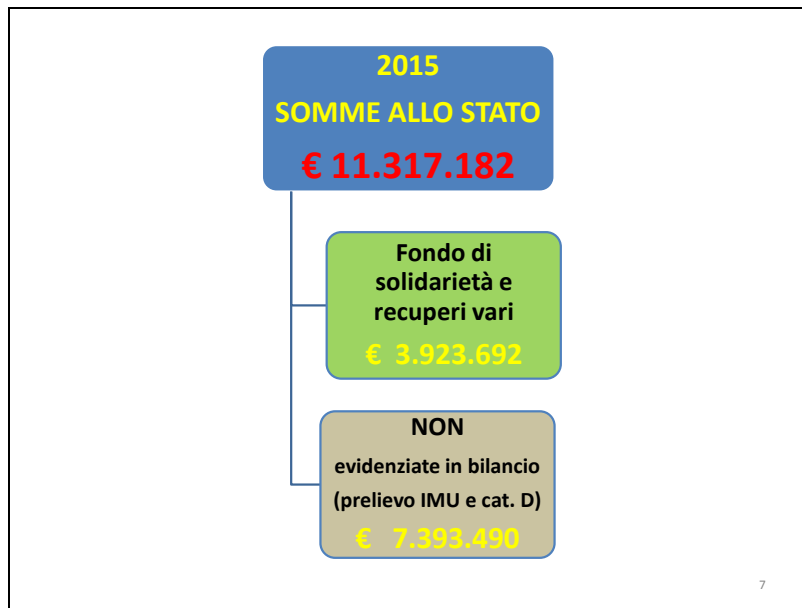 2015
SOMME ALLO STATO
€ 11.317.182
Fondo di
solidarietà e
recuperi vari
€ 3.923.692
NON
evidenziate in bilancio
(prelievo IMU e cat. D)
€ 7.393.490
7